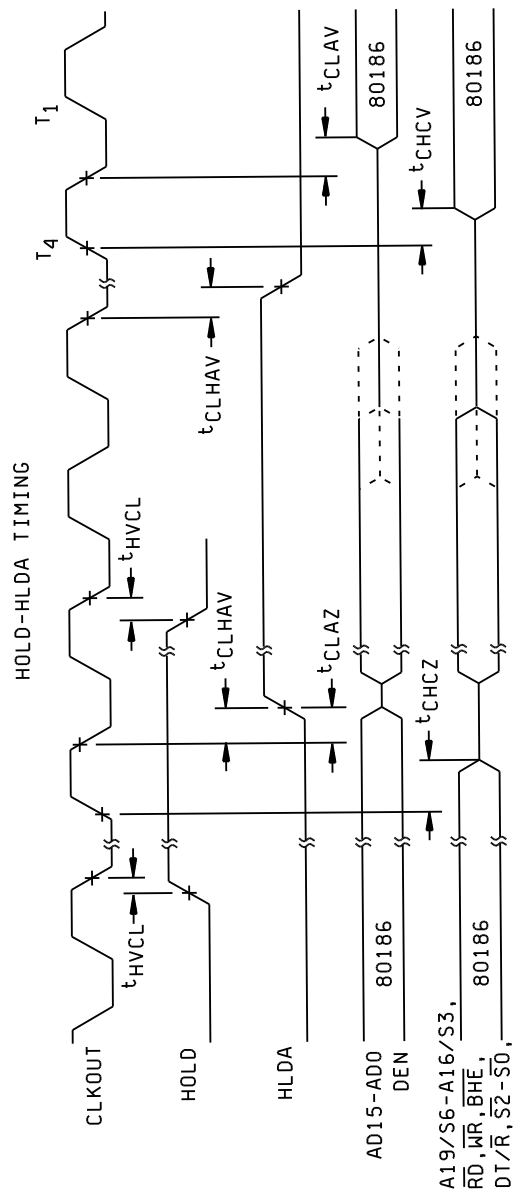 HOLD-HLDA TIMING
T4
T1
CLKOUT
tHVCL
tHVCL
tCLHAV
HOLD
tCLHAV
HLDA
tCLAZ
tCLAV
AD15-AD0
DEN
80186
80186
tCHCZ
tCHCV
A19/S6-A16/S3,
RD,WR,BHE,
DT/R,S2-S0,
80186
80186